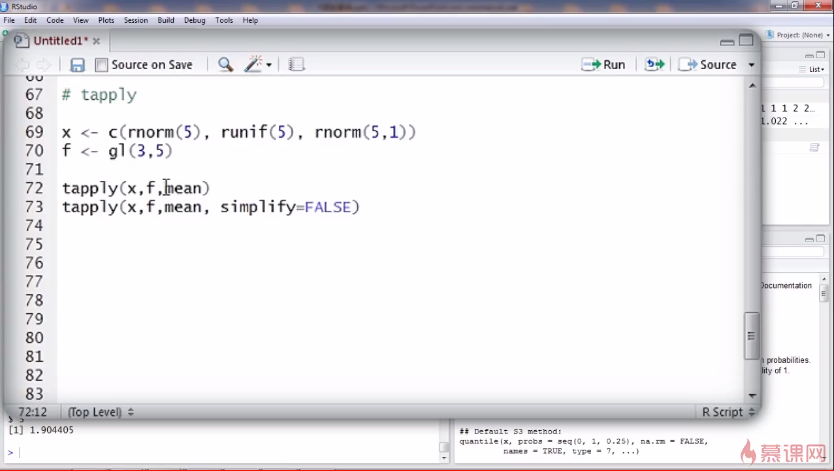 RStudio
File Edit Code View Plots Session Build Debug Tools Help
Project: (None)
Untitled1*
Source on Save
Run
Source
List
66
67 # tapply
68
69 x <- c(rnorm(5), runif(5), rnorm(5,1))
70 f <- gl(3,5)
71
72 tapply(x,f,mean)
73 tapply(x,f,mean, simplify=FALSE)
74
75
76
77
78
79
80
81
82
83
1 1 1 2 2...
1.022 ...
Documentation
n probabilities.
lity of 1.
72:12 (Top Level) R Script
[1] 1.904405
>
## Default S3 method:
quantile(x, probs = seq(0, 1, 0.25), na.rm = FALSE,
names = TRUE, type = 7, ...)
慕课网